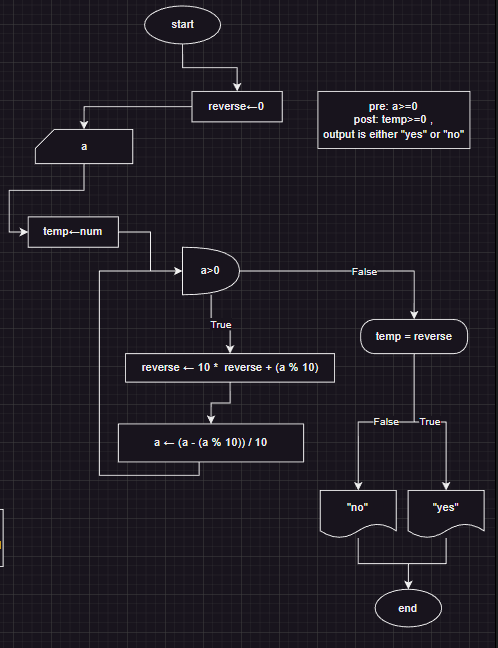 start
reverse←0
pre: a>=0
post: temp>=0 ,
output is either "yes" or "no"
a
temp←num
a>0
False
True
temp = reverse
reverse ← 10 * reverse + (a % 10)
a ← (a - (a % 10)) / 10
False
True
"no"
"yes"
end